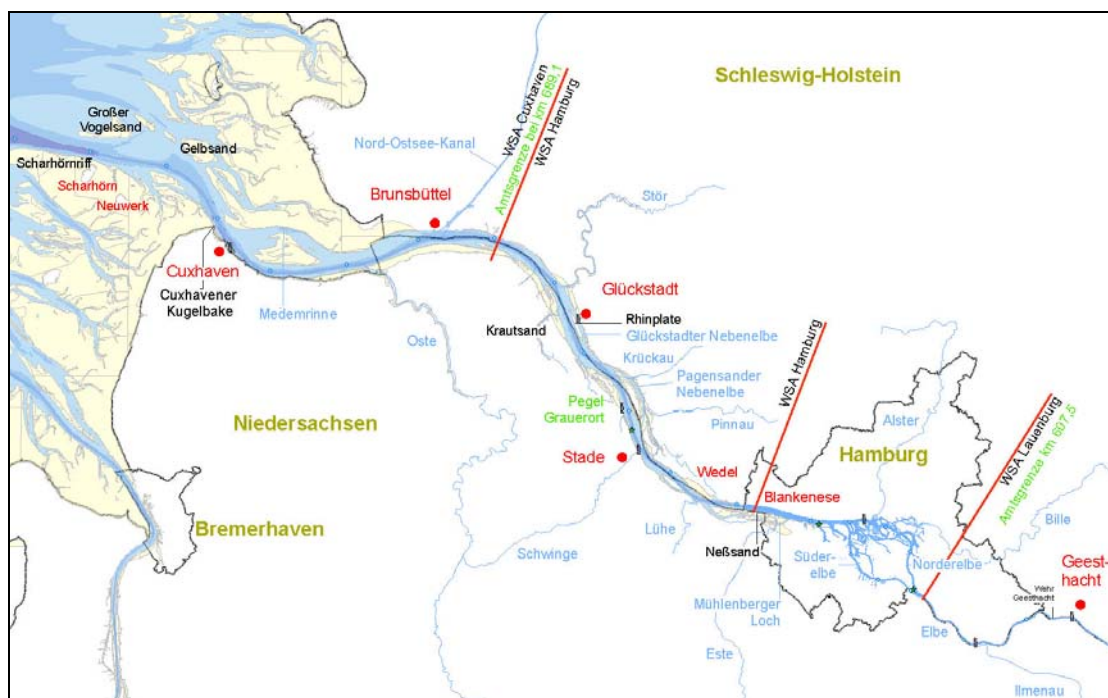 Schleswig-Holstein
WSA Cuxhaven
Amtsgrenze bei km 689,1
WSA Hamburg
Großer
Vogelsand
Gelbsand
Nord-Ostsee-Kanal
Scharhörnriff
Scharhörn
Neuwerk
Brunsbüttel
Stör
Cuxhaven
Cuxhavener
Kugelbake
Medemrinne
Glückstadt
Rhinplate
Krautsand
Glückstadter Nebenelbe
Oste
Krückau
Pagensander
Nebenelbe
WSA Hamburg
Pegel
Grauerort
Pinnau
Alster
Niedersachsen
WSA Lauenburg
Amtsgrenze km 607,5
Hamburg
Stade
Wedel
Blankenese
Bille
Bremerhaven
Lühe
Neßsand
Schwinge
Süder-
elbe
Norderelbe
Geest-
hacht
Wehr
Geesthacht
Mühlenberger
Loch
Elbe
Este
Ilmenau